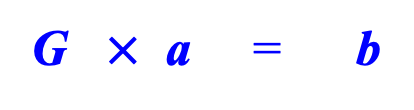 G × a = b